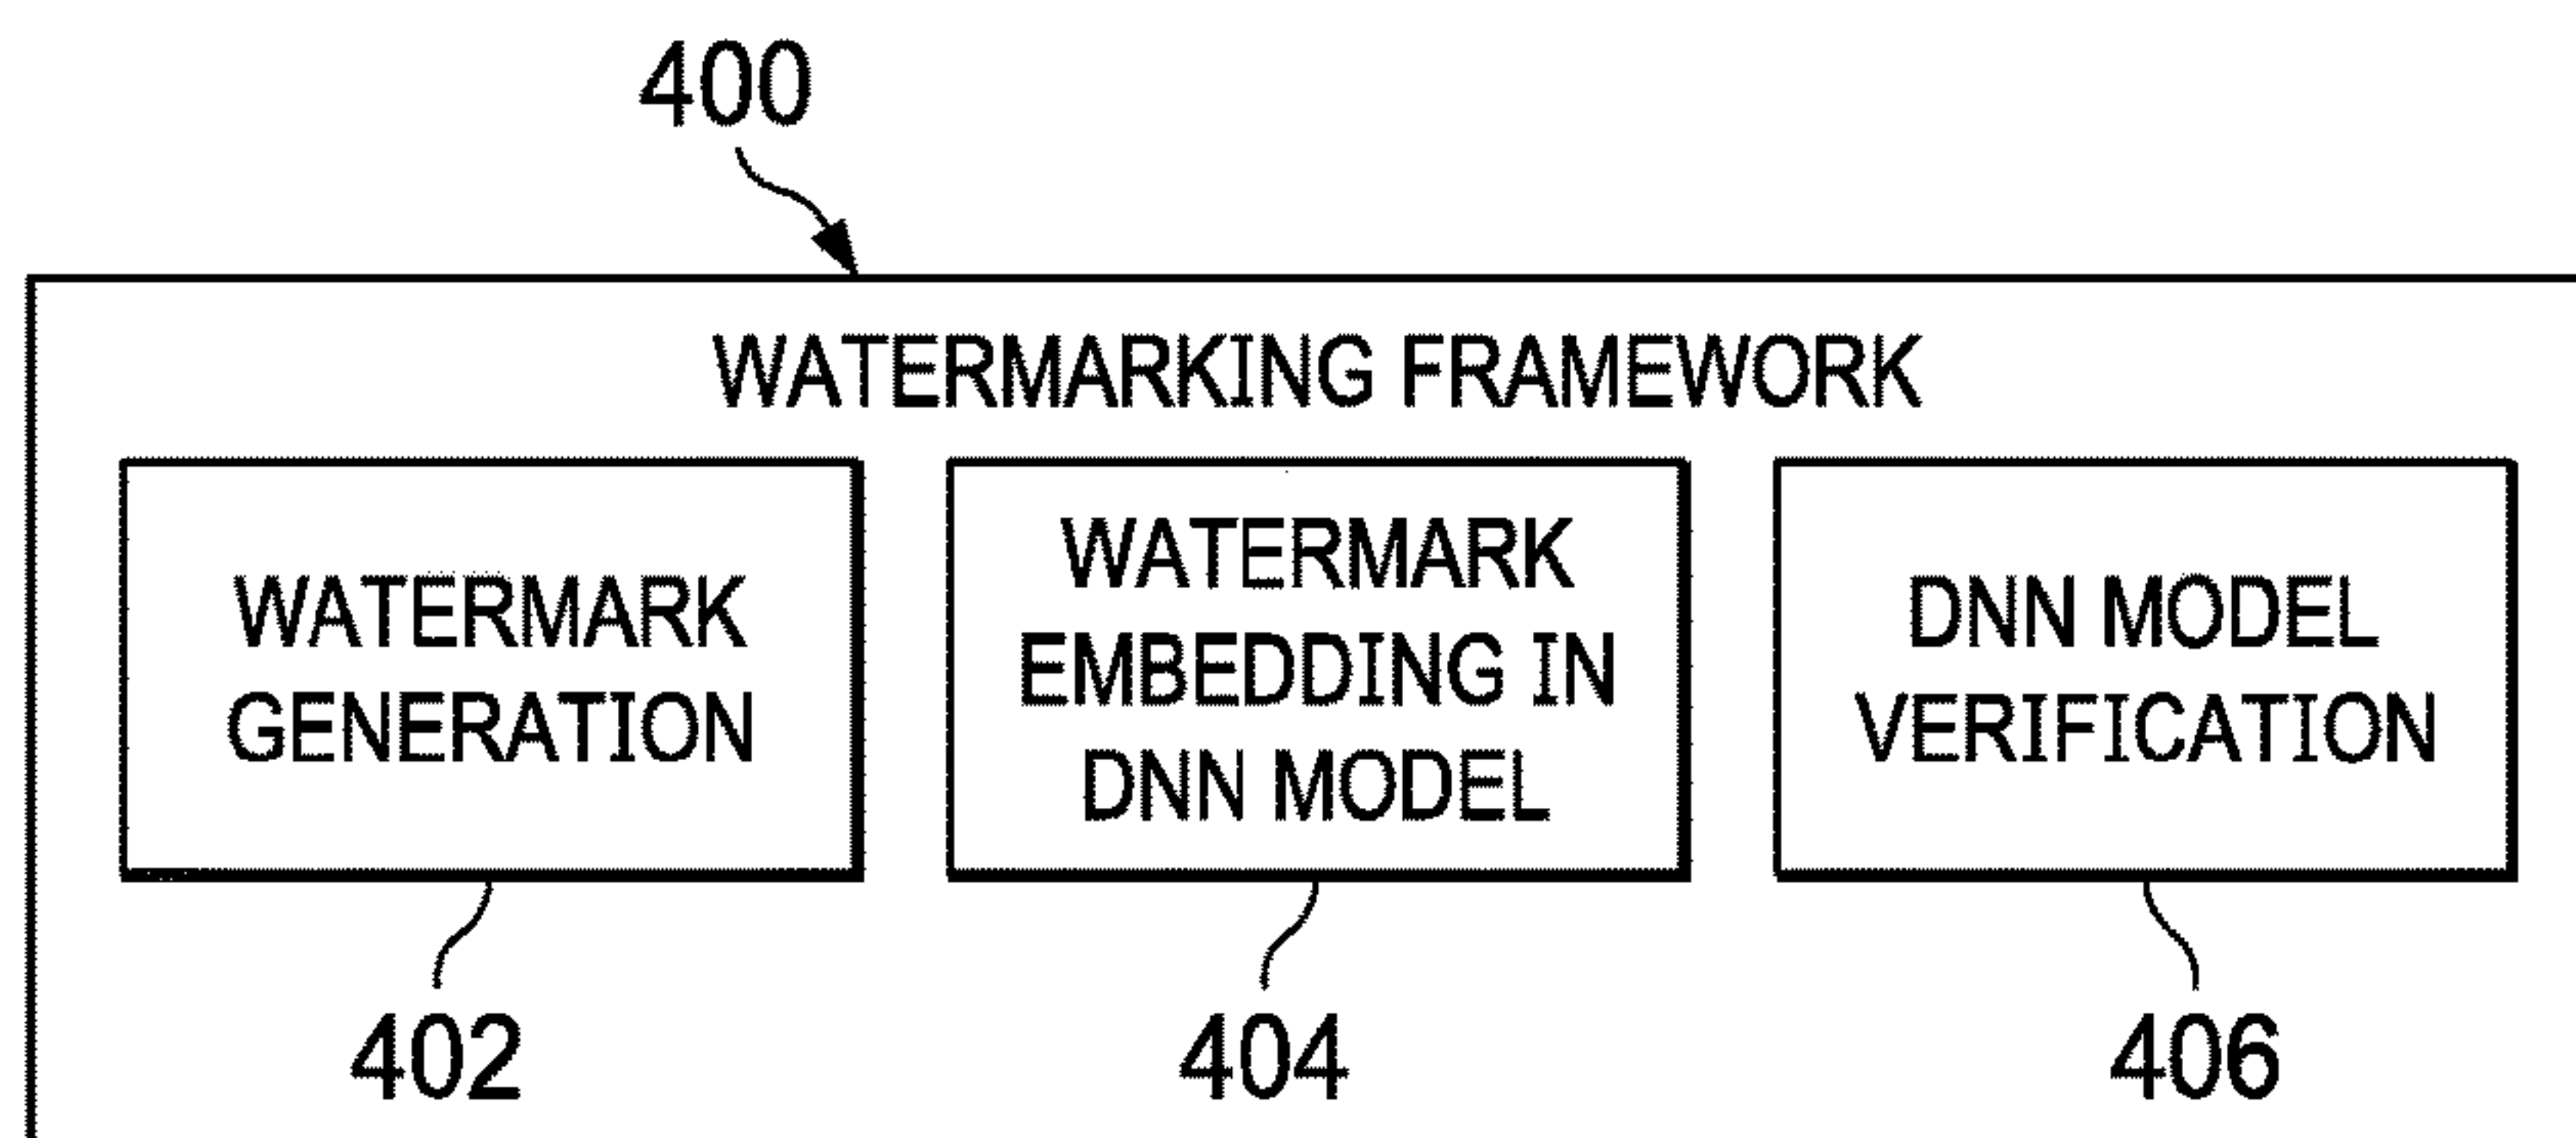 400
WATERMARKING FRAMEWORK
WATERMARK
GENERATION
WATERMARK
EMBEDDING IN
DNN MODEL
DNN MODEL
VERIFICATION
402
404
406